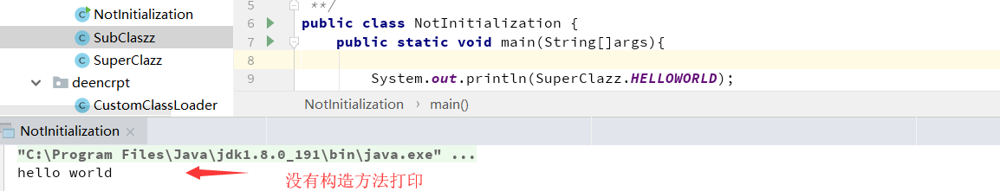 NotInitialization
SubClaszz
SuperClazz
deencrpt
CustomClassLoader
5 **/
6 public class NotInitialization {
7 public static void main(String[]args){
8
9 System.out.println(SuperClazz.HELLOWORLD);
NotInitialization › main()
NotInitialization ×
"C:\Program Files\Java\jdk1.8.0_191\bin\java.exe" ...
hello world
没有构造方法打印